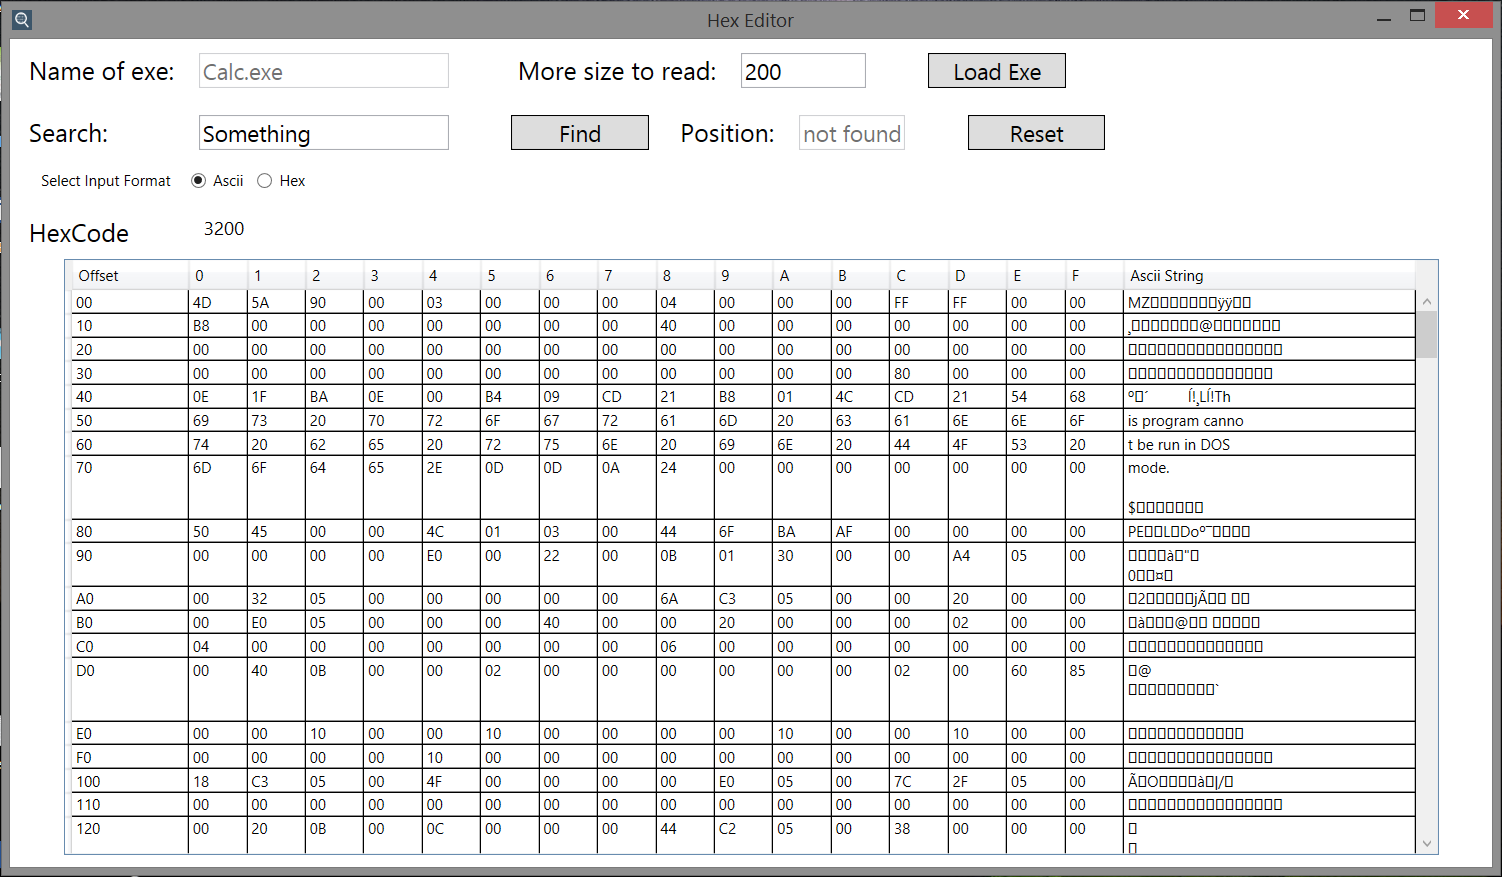 Hex Editor
Name of exe: Calc.exe More size to read: 200 Load Exe
Search: Something Find Position: not found Reset
Select Input Format Ascii Hex
HexCode 3200
Offset 0 1 2 3 4 5 6 7 8 9 A B C D E F Ascii String
00 4D 5A 90 00 03 00 00 00 04 00 00 00 FF FF 00 00 MZ▯▯▯▯▯▯▯ÿÿ▯▯
10 B8 00 00 00 00 00 00 00 40 00 00 00 00 00 00 00 ¸▯▯▯▯▯▯▯@▯▯▯▯▯▯▯
20 00 00 00 00 00 00 00 00 00 00 00 00 00 00 00 00 ▯▯▯▯▯▯▯▯▯▯▯▯▯▯▯▯
30 00 00 00 00 00 00 00 00 00 00 00 00 80 00 00 00 ▯▯▯▯▯▯▯▯▯▯▯▯▯▯▯
40 0E 1F BA 0E 00 B4 09 CD 21 B8 01 4C CD 21 54 68 º▯´ Í!¸LÍ!Th
50 69 73 20 70 72 6F 67 72 61 6D 20 63 61 6E 6E 6F is program canno
60 74 20 62 65 20 72 75 6E 20 69 6E 20 44 4F 53 20 t be run in DOS
70 6D 6F 64 65 2E 0D 0D 0A 24 00 00 00 00 00 00 00 mode.
$▯▯▯▯▯▯▯
80 50 45 00 00 4C 01 03 00 44 6F BA AF 00 00 00 00 PE▯▯L▯Doº¯▯▯▯▯
90 00 00 00 00 E0 00 22 00 0B 01 30 00 00 A4 05 00 ▯▯▯▯à▯"▯
0▯▯¤▯
A0 00 32 05 00 00 00 00 00 6A C3 05 00 00 20 00 00 ▯2▯▯▯▯▯jÃ▯▯ ▯▯
B0 00 E0 05 00 00 00 40 00 00 20 00 00 00 02 00 00 ▯à▯▯▯@▯▯ ▯▯▯▯▯
C0 04 00 00 00 00 00 00 00 06 00 00 00 00 00 00 00 ▯▯▯▯▯▯▯▯▯▯▯▯▯▯
D0 00 40 0B 00 00 02 00 00 00 00 00 00 02 00 60 85 ▯@
▯▯▯▯▯▯▯▯▯`
E0 00 00 10 00 00 10 00 00 00 00 10 00 00 10 00 00 ▯▯▯▯▯▯▯▯▯▯▯▯
F0 00 00 00 00 10 00 00 00 00 00 00 00 00 00 00 00 ▯▯▯▯▯▯▯▯▯▯▯▯▯▯▯
100 18 C3 05 00 4F 00 00 00 00 E0 05 00 7C 2F 05 00 Ã▯O▯▯▯▯à▯|/▯
110 00 00 00 00 00 00 00 00 00 00 00 00 00 00 00 00 ▯▯▯▯▯▯▯▯▯▯▯▯▯▯▯▯
120 00 20 0B 00 0C 00 00 00 44 C2 05 00 38 00 00 00 ▯
▯